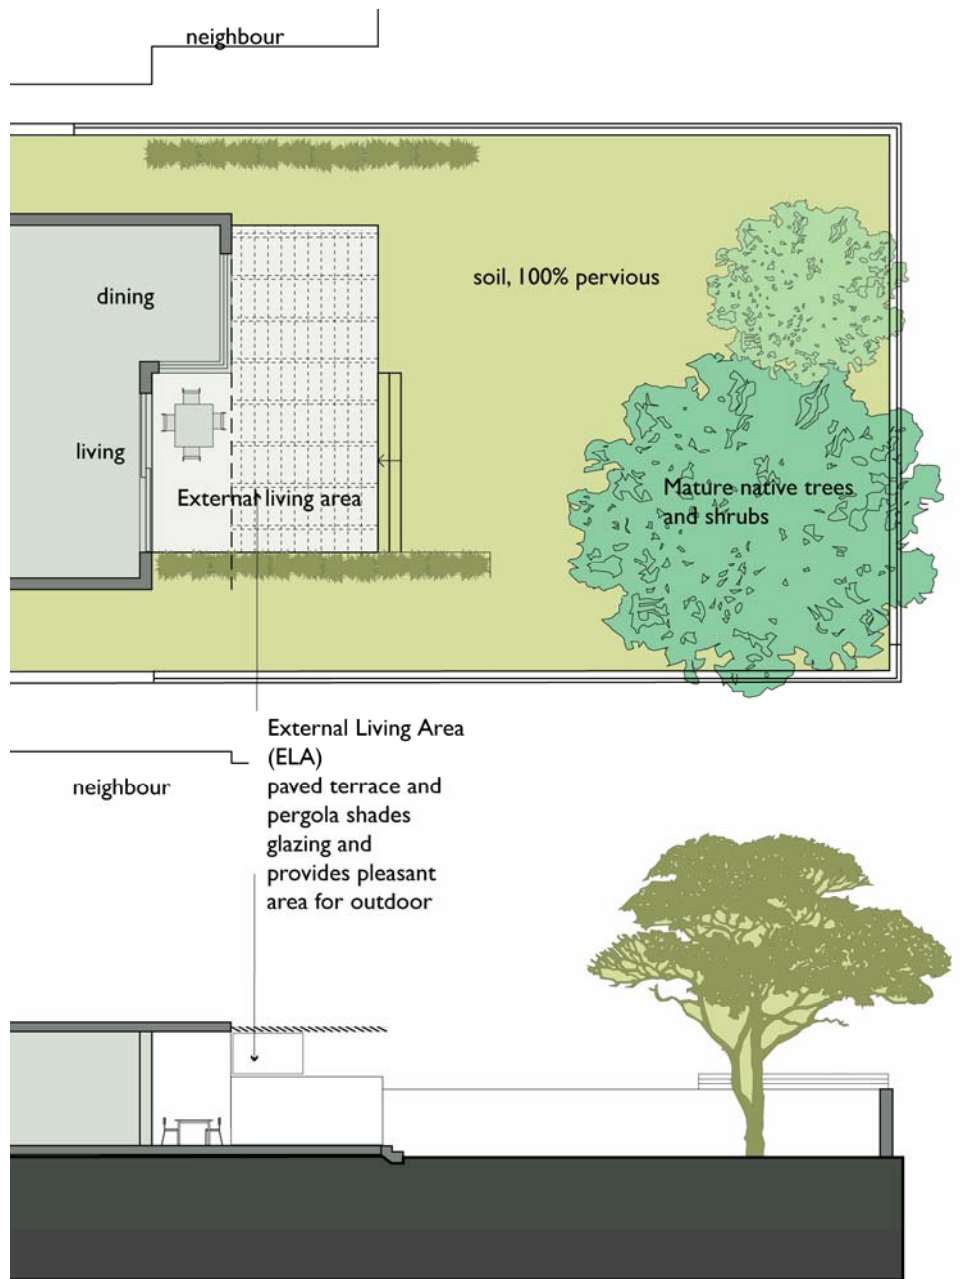 neighbour
soil, 100% pervious
dining
living
Mature native trees
and shrubs
External living area
External Living Area
(ELA)
paved terrace and
pergola shades
glazing and
provides pleasant
area for outdoor
neighbour